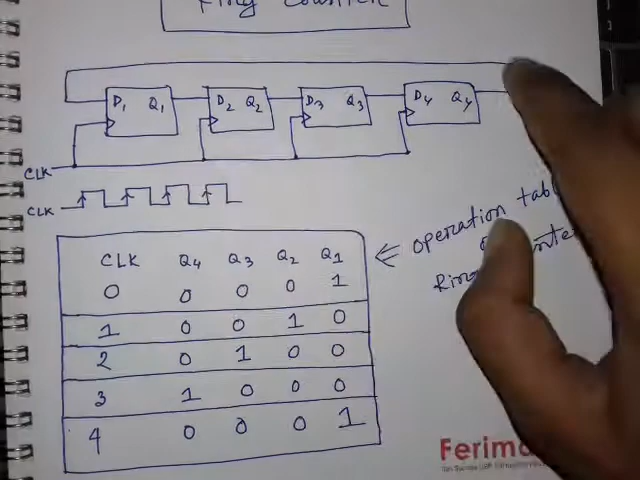 Ring Counter
D1 Q1 D2 Q2 D3 Q3 D4 Q4
CLK
CLK
operation table
Ring
CLK Q4 Q3 Q2 Q1
0 0 0 0 1
1 0 0 1 0
2 0 1 0 0
3 1 0 0 0
4 0 0 0 1